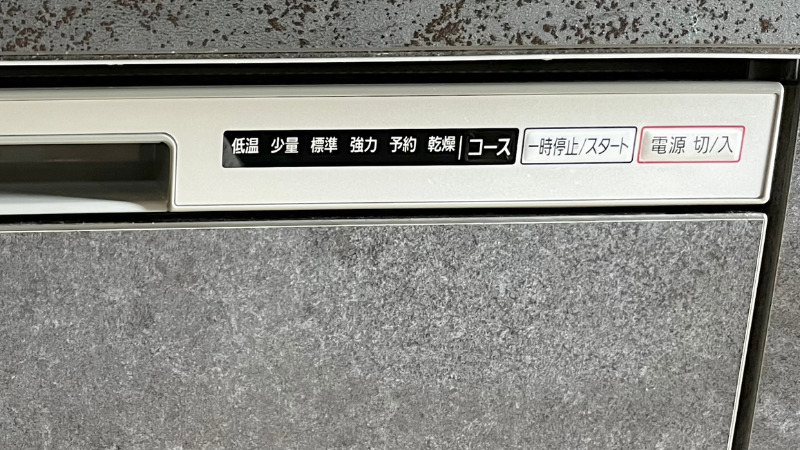 低温 少量 標準 強力 予約 乾燥 コース 一時停止/スタート 電源 切/入